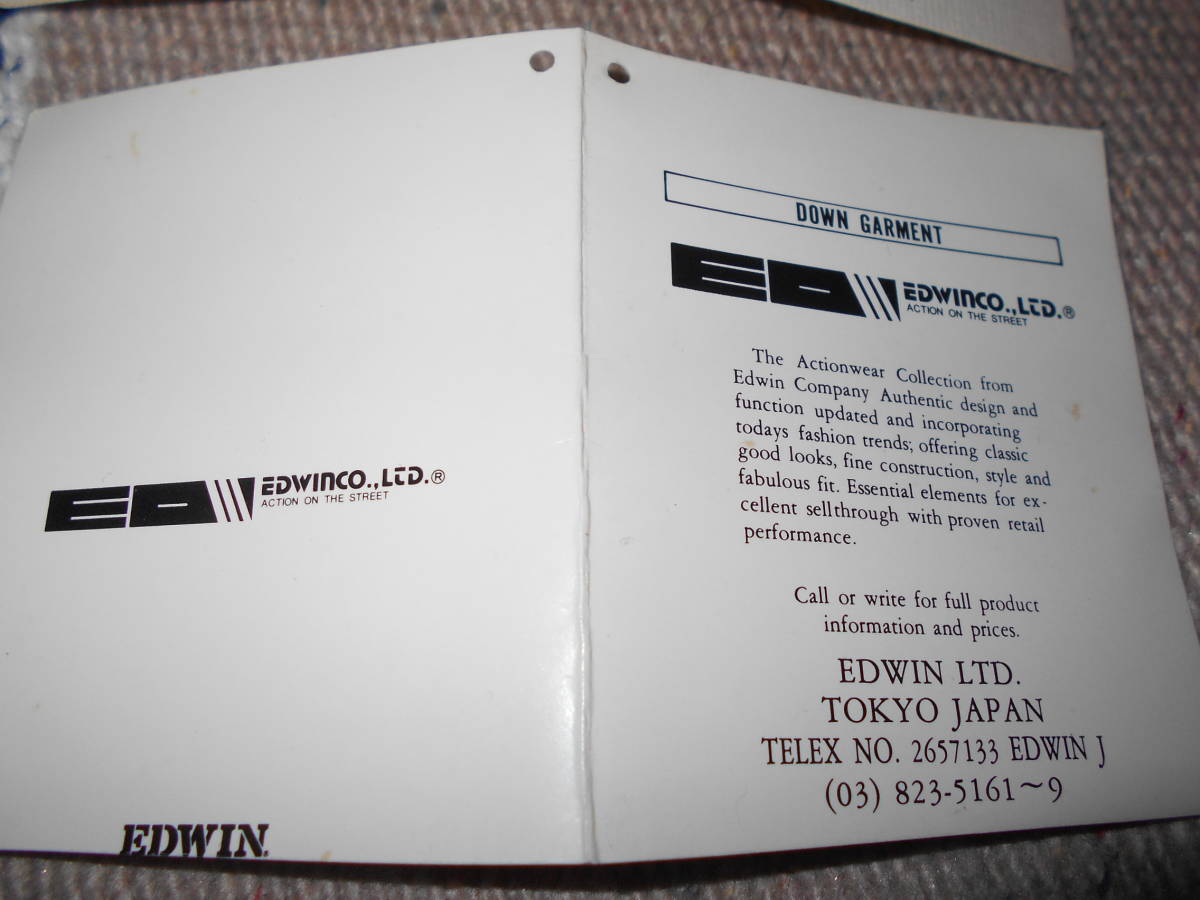 ED EDWINCO.,LTD.®
ACTION ON THE STREET
EDWIN.
DOWN GARMENT
ED EDWINCO.,LTD.®
ACTION ON THE STREET
The Actionwear Collection from
Edwin Company Authentic design and
function updated and incorporating
todays fashion trends; offering classic
good looks, fine construction, style and
fabulous fit. Essential elements for ex-
cellent sellthrough with proven retail
performance.
Call or write for full product
information and prices.
EDWIN LTD.
TOKYO JAPAN
TELEX NO. 2657133 EDWIN J
(03) 823-5161〜9